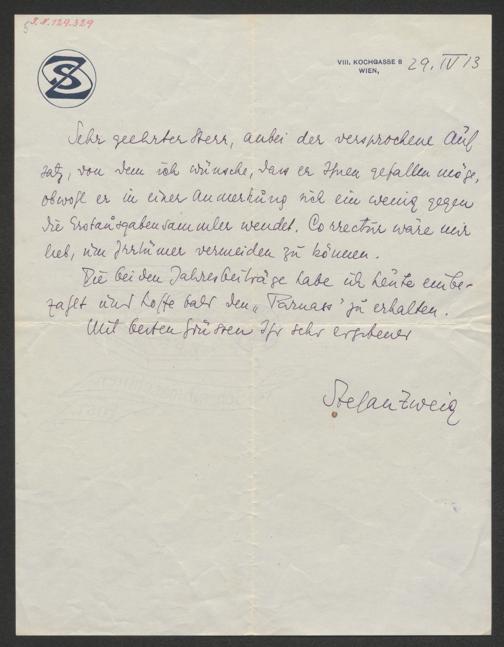 I.N. 129.329
SZ
VIII, KOCHGASSE 8
WIEN,
29. IV 13
Sehr geehrter Herr, anbei der versprochene Auf
satz, von dem ich wünsche, dass er Ihnen gefallen möge,
obwohl er in einer Anmerkung sich ein wenig gegen
die Erstausgabensammler wendet. Correctur wäre mir
lieb, um Irrtümer vermeiden zu können.
Die beiden Jahresbeiträge habe ich heute einbe-
zahlt und hoffe bald den „Parnass" zu erhalten.
Mit besten Grüssen Ihr sehr ergebener
Stefan Zweig